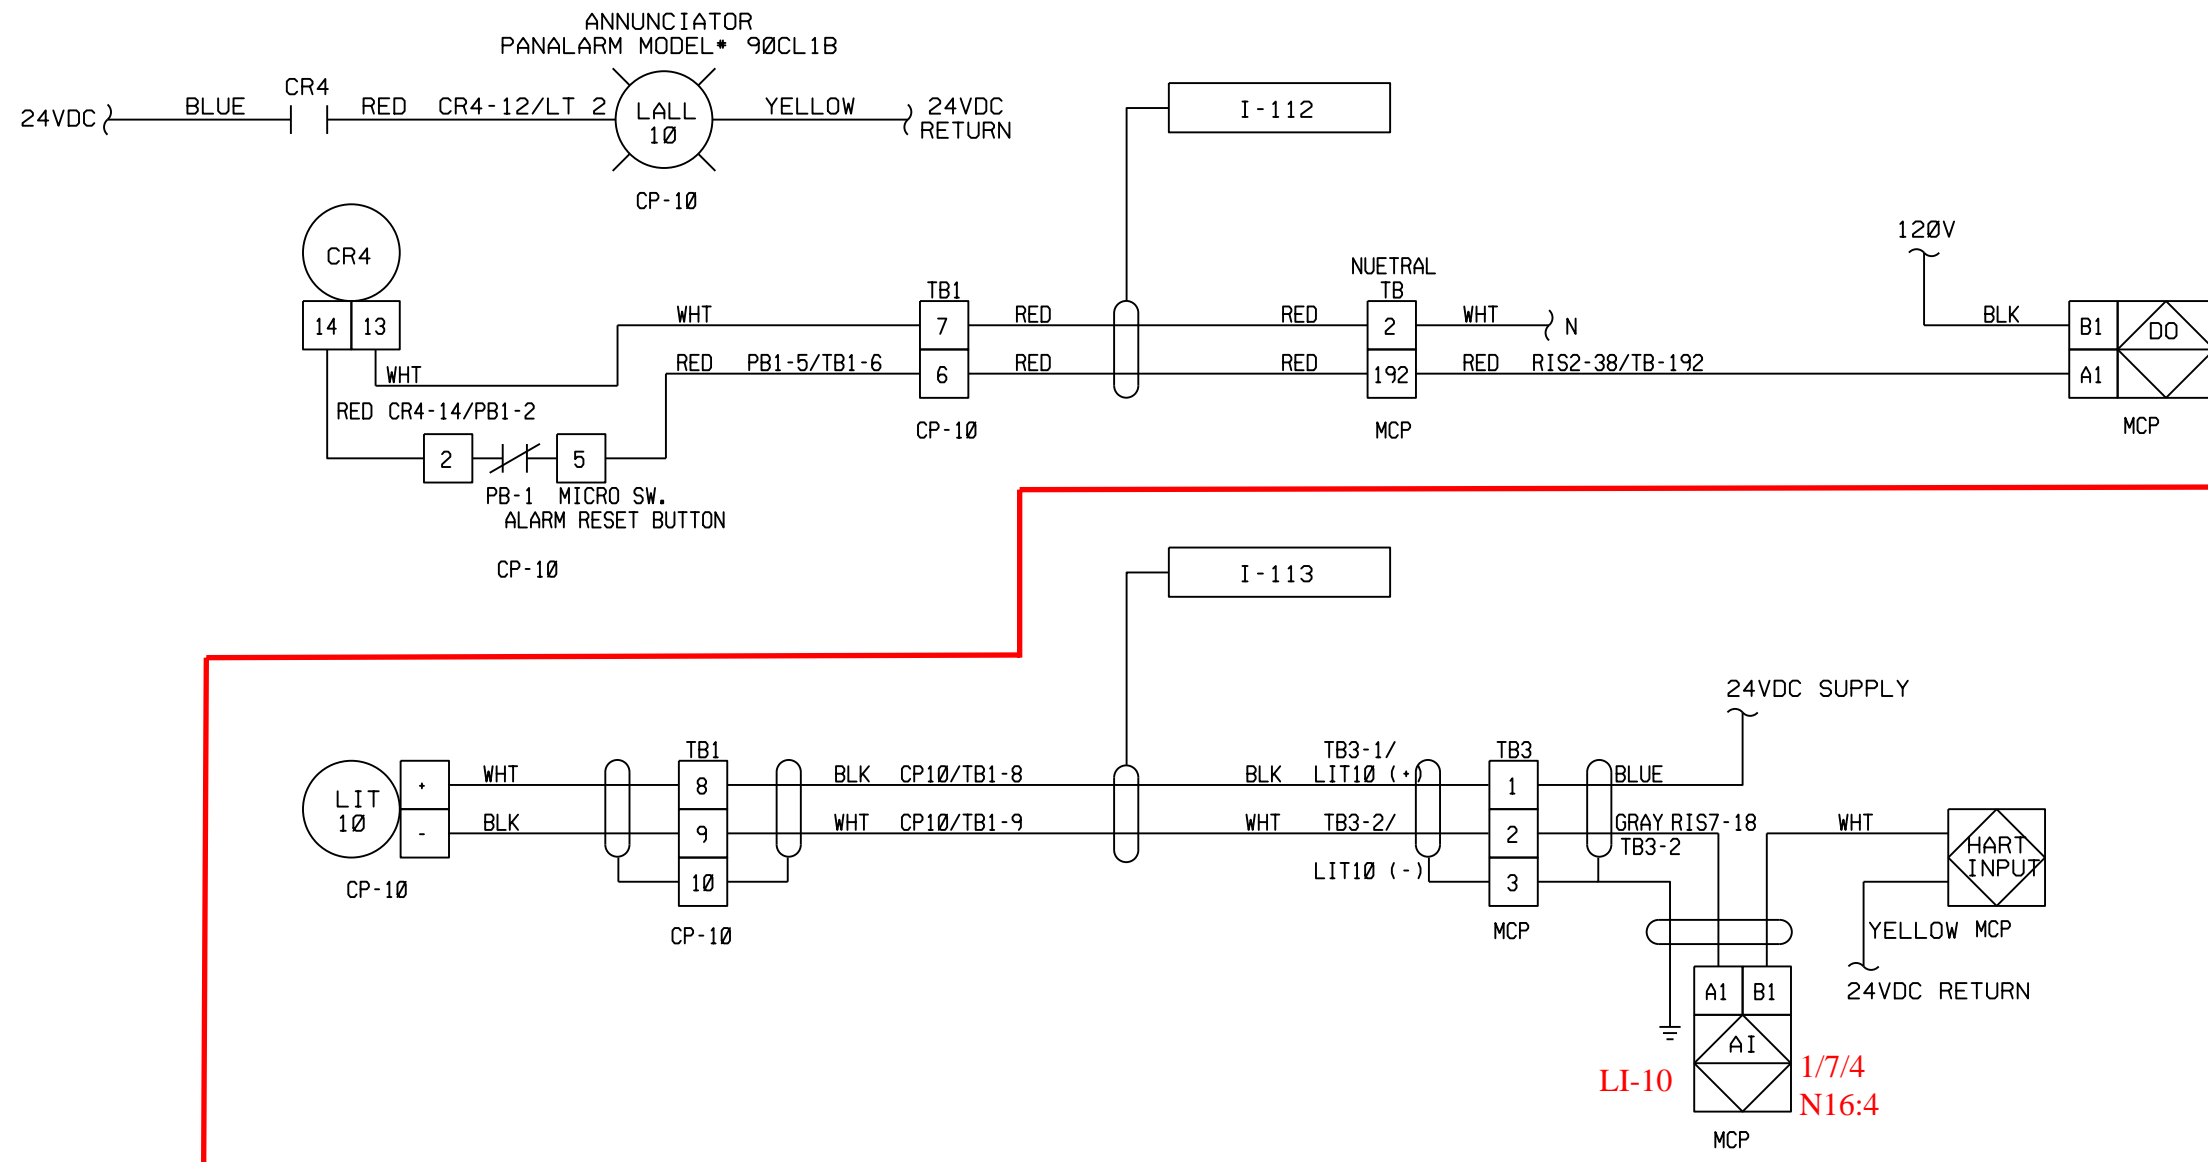 ANNUNCIATOR
PANALARM MODEL* 90CL1B
24VDC
BLUE
CR4
RED CR4-12/LT 2
LALL
10
YELLOW
24VDC
RETURN
CP-10
I-112
CR4
14 13
WHT
RED CR4-14/PB1-2
2
5
PB-1 MICRO SW.
ALARM RESET BUTTON
CP-10
WHT
RED PB1-5/TB1-6
TB1
7
6
CP-10
RED
RED
RED
RED
NUETRAL
TB
2
192
MCP
WHT
N
RED RIS2-38/TB-192
120V
BLK
B1
A1
DO
MCP
I-113
LIT
10
+
-
CP-10
WHT
BLK
TB1
8
9
10
CP-10
BLK CP10/TB1-8
WHT CP10/TB1-9
BLK
WHT
TB3-1/
LIT10 (+)
TB3-2/
LIT10 (-)
TB3
1
2
3
MCP
24VDC SUPPLY
BLUE
GRAY RIS7-18
TB3-2
WHT
HART
INPUT
YELLOW MCP
24VDC RETURN
A1 B1
AI
LI-10
1/7/4
N16:4
MCP